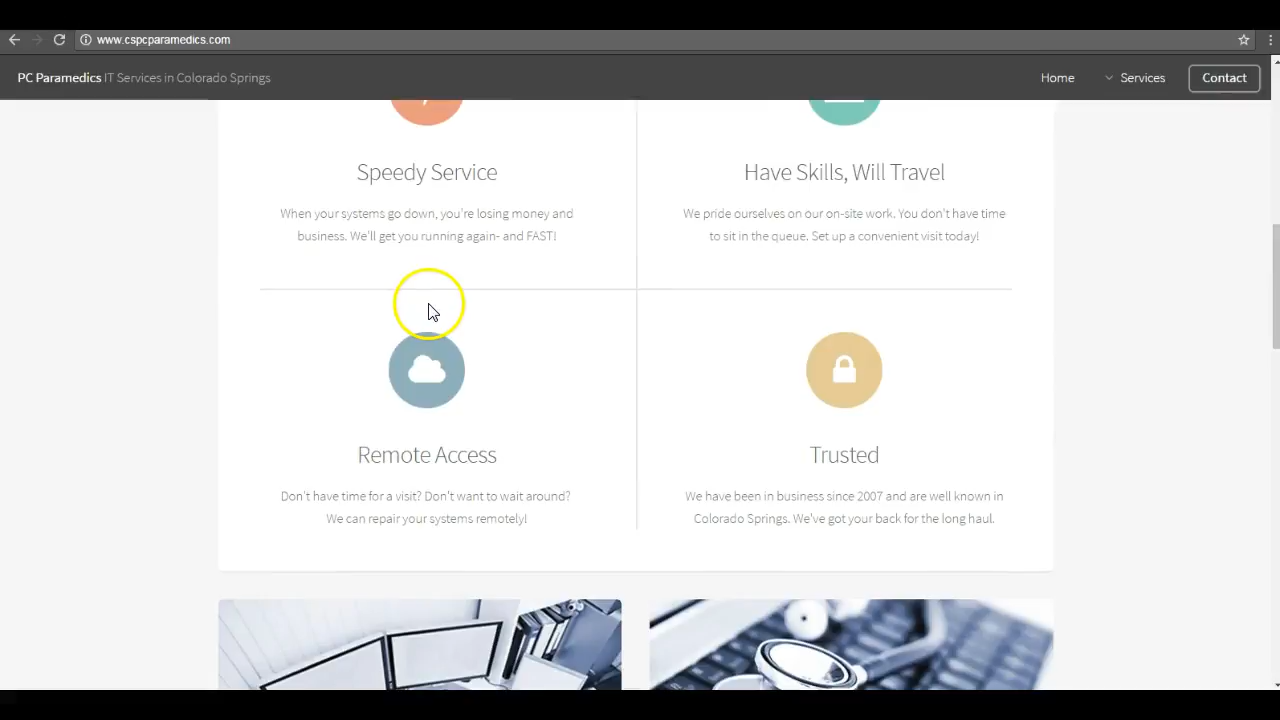 www.cspcparamedics.com
PC Paramedics IT Services in Colorado Springs
Home
Services
Contact
Speedy Service
When your systems go down, you're losing money and
business. We'll get you running again- and FAST!
Have Skills, Will Travel
We pride ourselves on our on-site work. You don't have time
to sit in the queue. Set up a convenient visit today!
Remote Access
Don't have time for a visit? Don't want to wait around?
We can repair your systems remotely!
Trusted
We have been in business since 2007 and are well known in
Colorado Springs. We've got your back for the long haul.